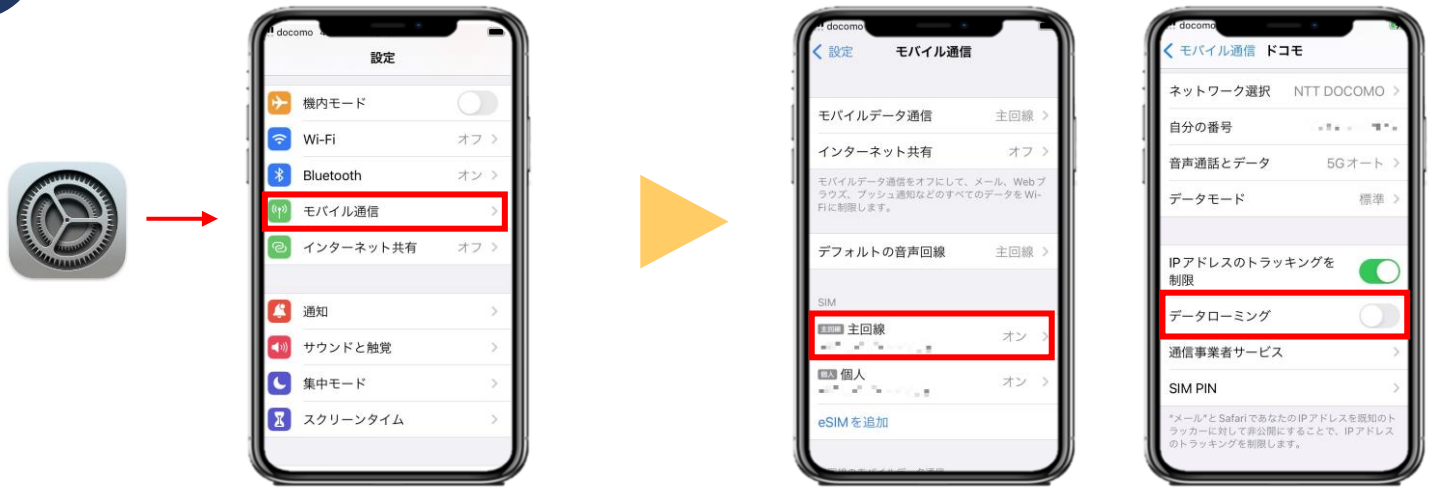 docomo
設定
機内モード
Wi-Fi
オフ
Bluetooth
オン
モバイル通信
インターネット共有
オフ
通知
サウンドと触覚
集中モード
スクリーンタイム
docomo
設定
モバイル通信
モバイルデータ通信
主回線
インターネット共有
オフ
モバイルデータ通信をオフにして、メール、Webブ
ラウズ、プッシュ通知などのすべてのデータをWi-
Fiに制限します。
デフォルトの音声回線
主回線
SIM
主回線 主回線
オン
個人 個人
オン
eSIMを追加
docomo
モバイル通信 ドコモ
ネットワーク選択
NTT DOCOMO
自分の番号
音声通話とデータ
5Gオート
データモード
標準
IPアドレスのトラッキングを
制限
データローミング
通信事業者サービス
SIM PIN
"メール"とSafariであなたのIPアドレスを既知のト
ラッカーに対して非公開にすることで、IPアドレス
のトラッキングを制限します。